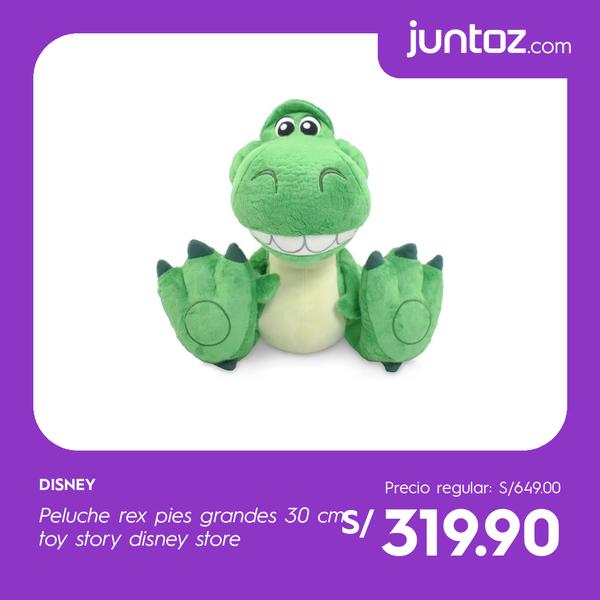 juntoz.com
DISNEY
Peluche rex pies grandes 30 cm
toy story disney store
Precio regular: S/649.00
S/ 319.90